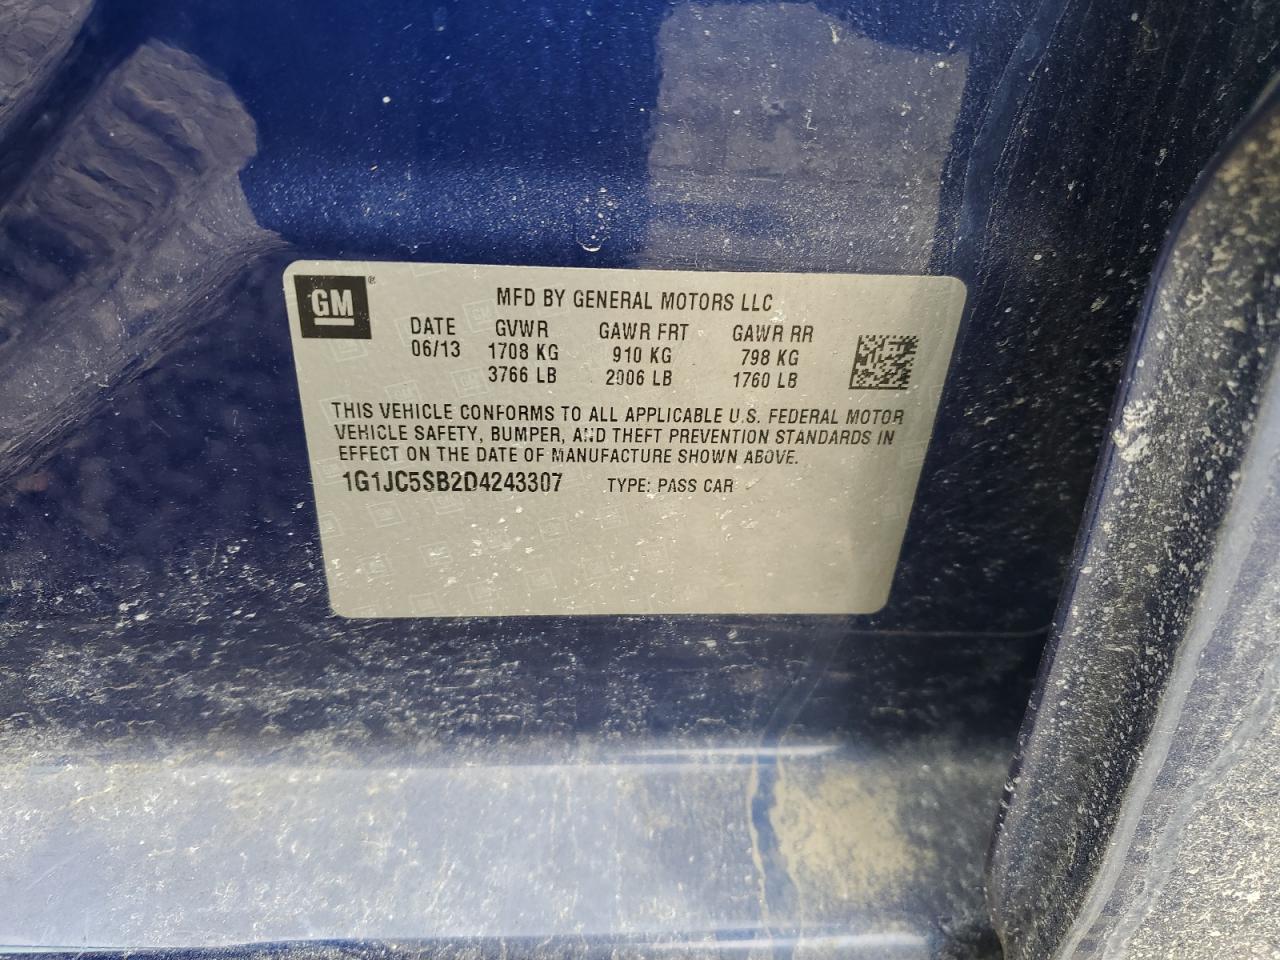 GM ®
MFD BY GENERAL MOTORS LLC
DATE GVWR GAWR FRT GAWR RR
06/13 1708 KG 910 KG 798 KG
3766 LB 2006 LB 1760 LB
THIS VEHICLE CONFORMS TO ALL APPLICABLE U.S. FEDERAL MOTOR
VEHICLE SAFETY, BUMPER, AND THEFT PREVENTION STANDARDS IN
EFFECT ON THE DATE OF MANUFACTURE SHOWN ABOVE.
1G1JC5SB2D4243307 TYPE: PASS CAR